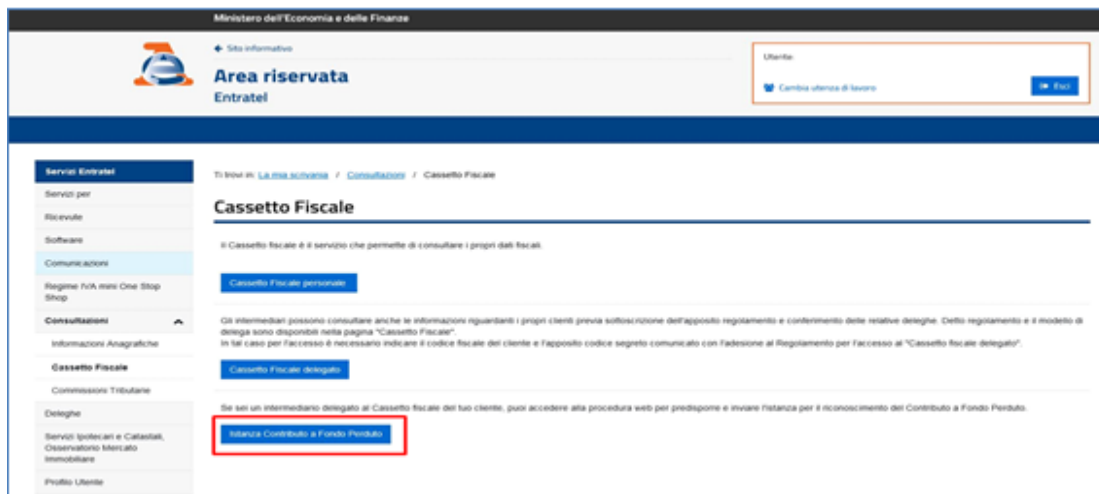 Ministero dell'Economia e delle Finanze
Sito informativo
Area riservata
Entratel
Utente:
Cambia utenza di lavoro
Esci
Servizi Entratel
Servizi per
Ricevute
Software
Comunicazioni
Regime IVA mini One Stop
Shop
Consultazioni
Informazioni Anagrafiche
Cassetto Fiscale
Commissioni Tributarie
Deleghe
Servizi Ipotecari e Catastali,
Osservatorio Mercato
Immobiliare
Profilo Utente
Ti trovi in: La mia scrivania / Consultazioni / Cassetto Fiscale
Cassetto Fiscale
Il Cassetto fiscale è il servizio che permette di consultare i propri dati fiscali.
Cassetto Fiscale personale
Gli intermediari possono consultare anche le informazioni riguardanti i propri clienti previa sottoscrizione dell'apposito regolamento e conferimento delle relative deleghe. Detto regolamento e il modello di
delega sono disponibili nella pagina "Cassetto Fiscale".
In tal caso per l'accesso è necessario indicare il codice fiscale del cliente e l'apposito codice segreto comunicato con l'adesione al Regolamento per l'accesso al "Cassetto fiscale delegato".
Cassetto Fiscale delegato
Se sei un intermediario delegato al Cassetto fiscale del tuo cliente, puoi accedere alla procedura web per predisporre e inviare l'istanza per il riconoscimento del Contributo a Fondo Perduto.
Istanza Contributo a Fondo Perduto